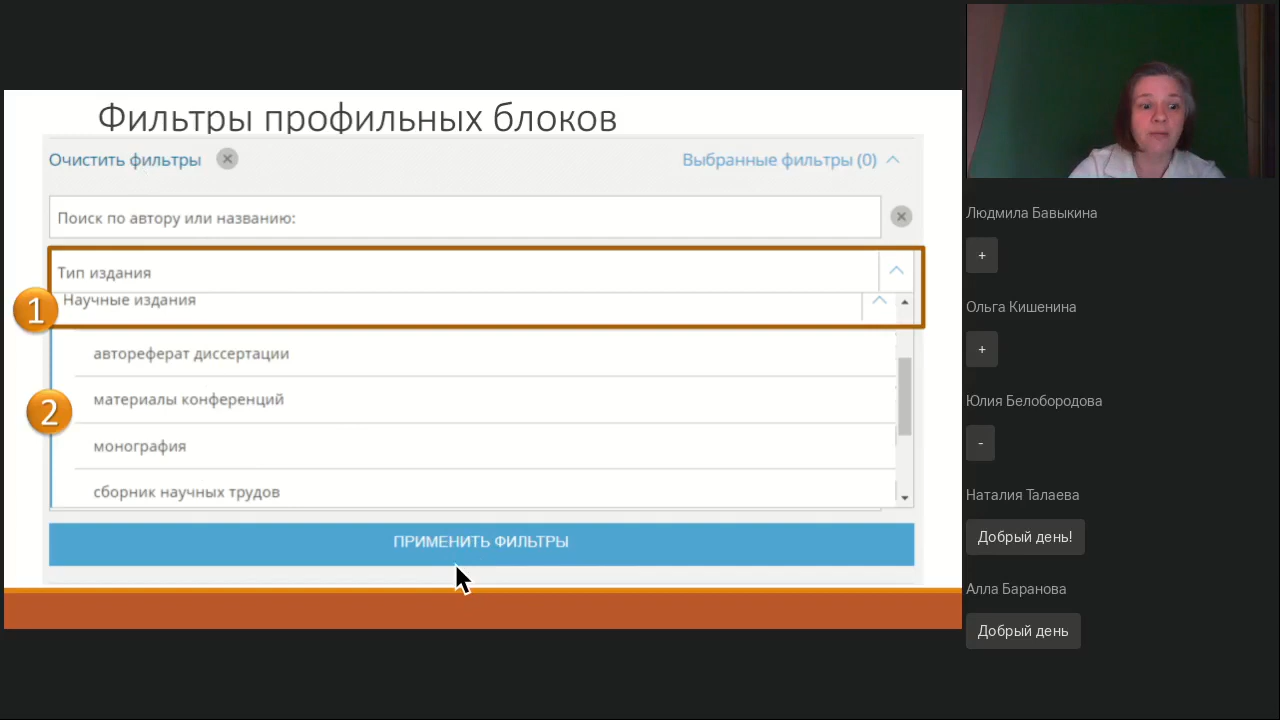 Фильтры профильных блоков
Очистить фильтры
Выбранные фильтры (0)
Поиск по автору или названию:
Тип издания
1
Научные издания
автореферат диссертации
2
материалы конференций
монография
сборник научных трудов
ПРИМЕНИТЬ ФИЛЬТРЫ
Людмила Бавыкина
+
Ольга Кишенина
+
Юлия Белобородова
-
Наталия Талаева
Добрый день!
Алла Баранова
Добрый день